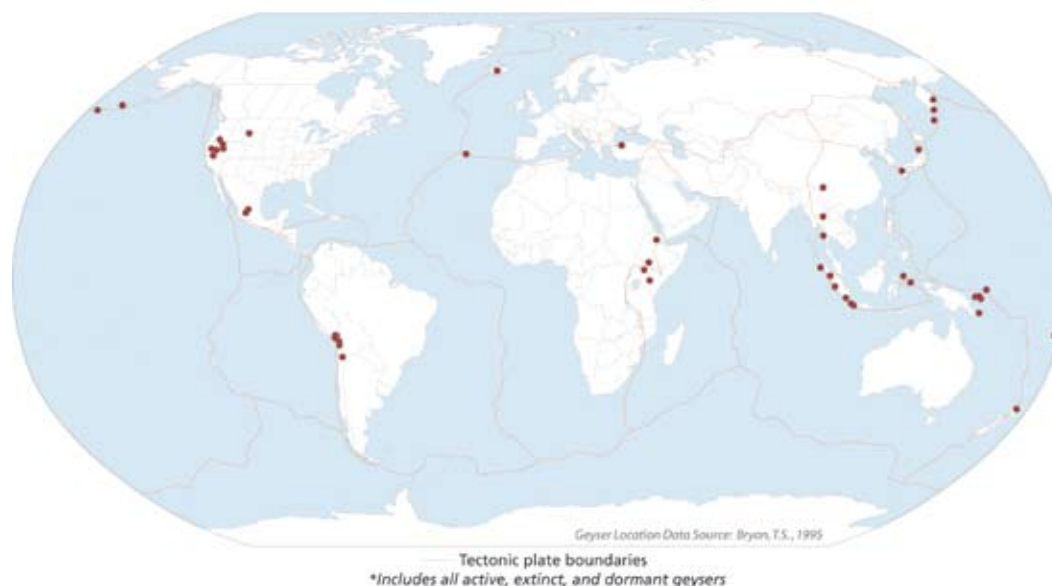 Geyser Location Data Source: Bryan, T.S., 1995
Tectonic plate boundaries
*Includes all active, extinct, and dormant geysers